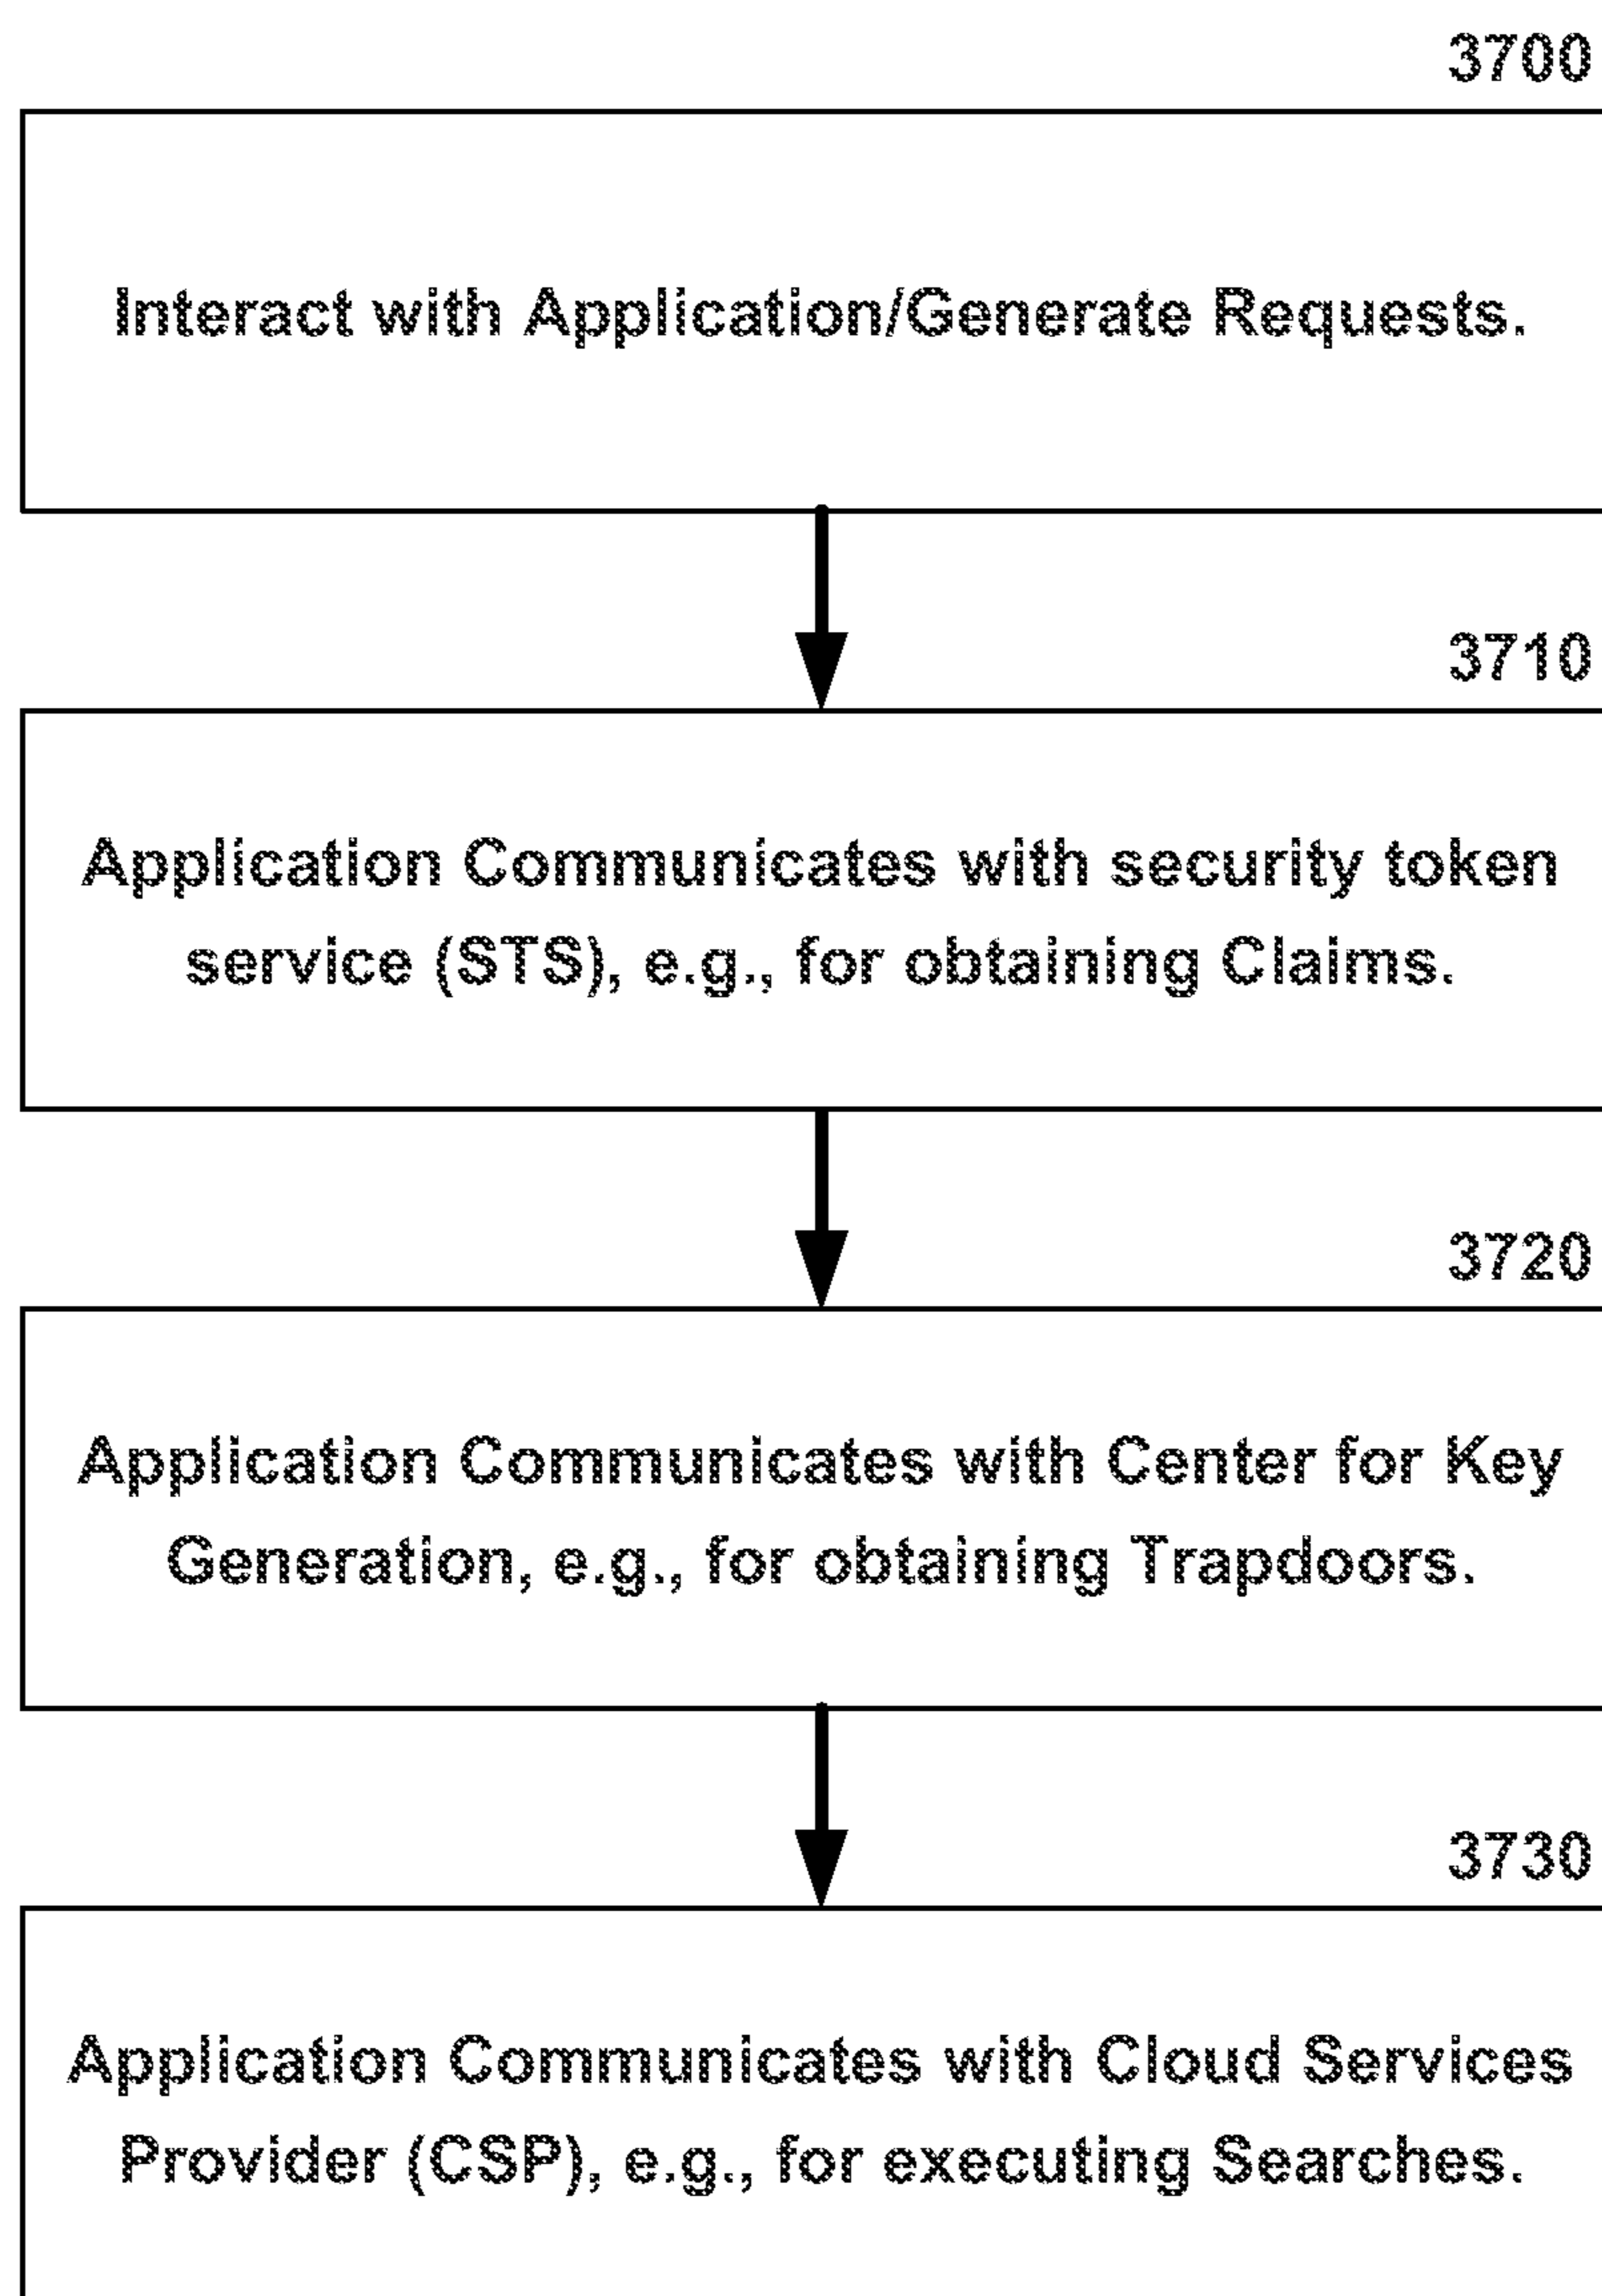 3700
Interact with Application/Generate Requests.
3710
Application Communicates with security token
service (STS), e.g., for obtaining Claims.
3720
Application Communicates with Center for Key
Generation, e.g., for obtaining Trapdoors.
3730
Application Communicates with Cloud Services
Provider (CSP), e.g., for executing Searches.